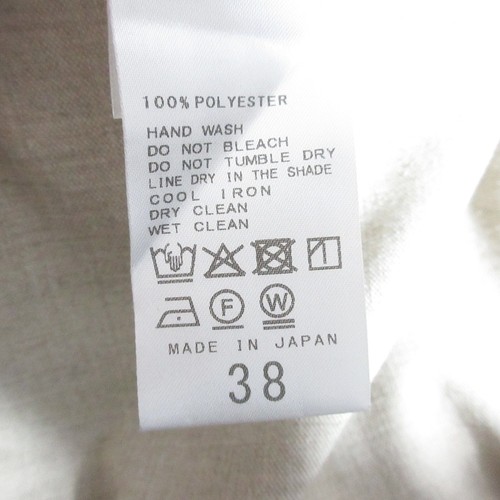 100% POLYESTER
HAND WASH
DO NOT BLEACH
DO NOT TUMBLE DRY
LINE DRY IN THE SHADE
COOL IRON
DRY CLEAN
WET CLEAN
F W
MADE IN JAPAN
38